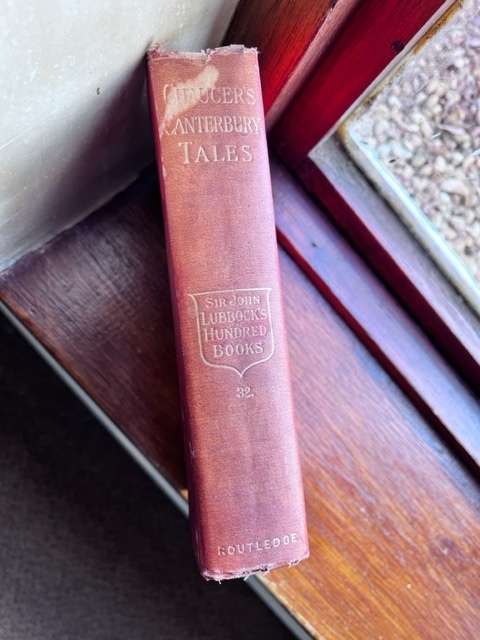 CHAUCER'S
CANTERBURY
TALES
SIR JOHN
LUBBOCK'S
HUNDRED
BOOKS
32.
ROUTLEDGE